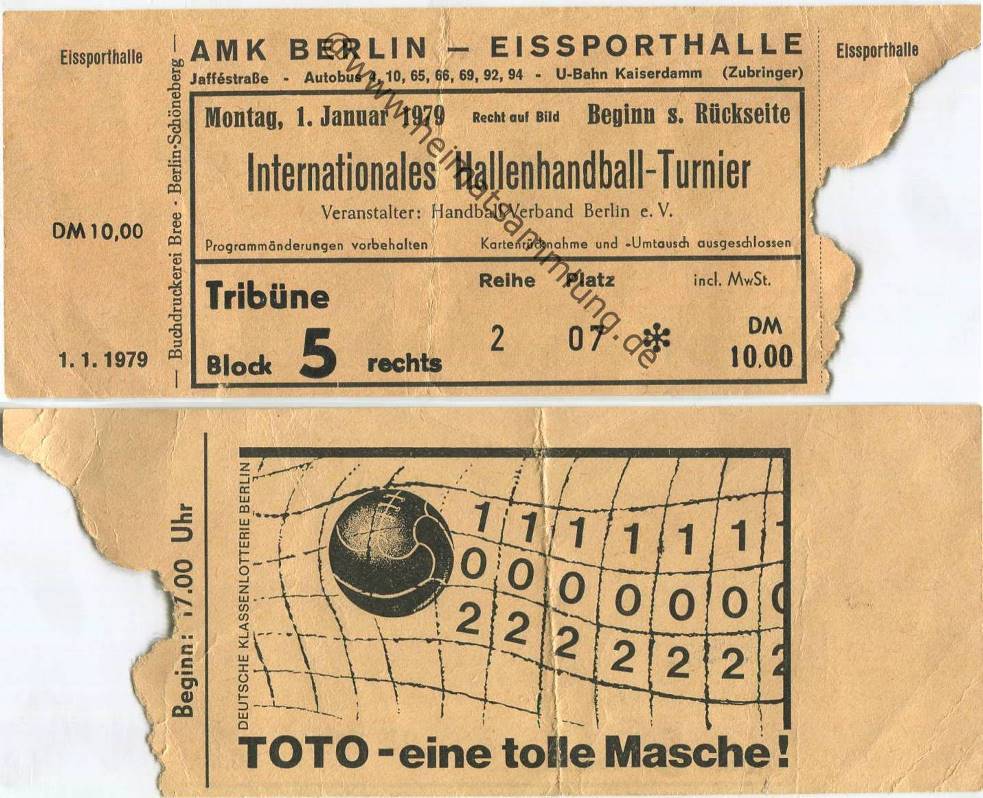 Eissporthalle
DM 10,00
1. 1. 1979
— Buchdruckerei Bree · Berlin-Schöneberg —
AMK BERLIN — EISSPORTHALLE
Jafféstraße - Autobus 4, 10, 65, 66, 69, 92, 94 - U-Bahn Kaiserdamm (Zubringer)
Montag, 1. Januar 1979 Recht auf Bild Beginn s. Rückseite
Internationales Hallenhandball-Turnier
Veranstalter: Handball-Verband Berlin e. V.
Programmänderungen vorbehalten Kartenrücknahme und -Umtausch ausgeschlossen
Tribüne Reihe Platz incl. MwSt.
Block 5 rechts 2 07 * DM
10.00
Eissporthalle
©www.heimatsammlung.de
Beginn: 17.00 Uhr
DEUTSCHE KLASSENLOTTERIE BERLIN
1 1 1 1 1 1 1
0 0 0 0 0 0 0
2 2 2 2 2 2 2
TOTO - eine tolle Masche!